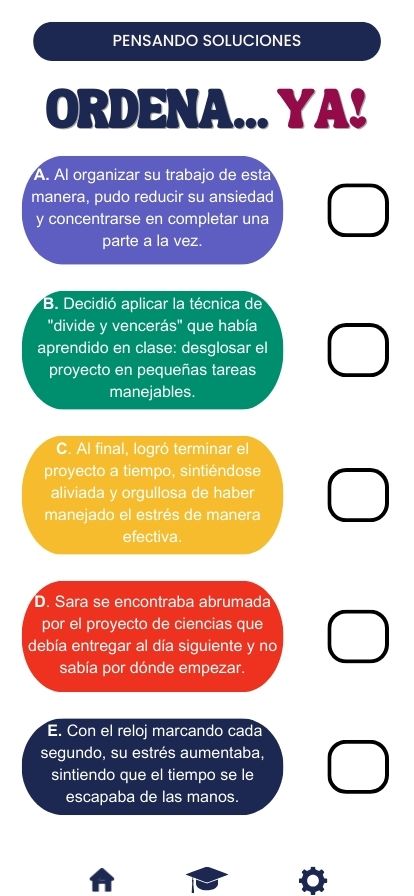 PENSANDO SOLUCIONES
ORDENA... YA!
A. Al organizar su trabajo de esta
manera, pudo reducir su ansiedad
y concentrarse en completar una
parte a la vez.
B. Decidió aplicar la técnica de
"divide y vencerás" que había
aprendido en clase: desglosar el
proyecto en pequeñas tareas
manejables.
C. Al final, logró terminar el
proyecto a tiempo, sintiéndose
aliviada y orgullosa de haber
manejado el estrés de manera
efectiva.
D. Sara se encontraba abrumada
por el proyecto de ciencias que
debía entregar al día siguiente y no
sabía por dónde empezar.
E. Con el reloj marcando cada
segundo, su estrés aumentaba,
sintiendo que el tiempo se le
escapaba de las manos.